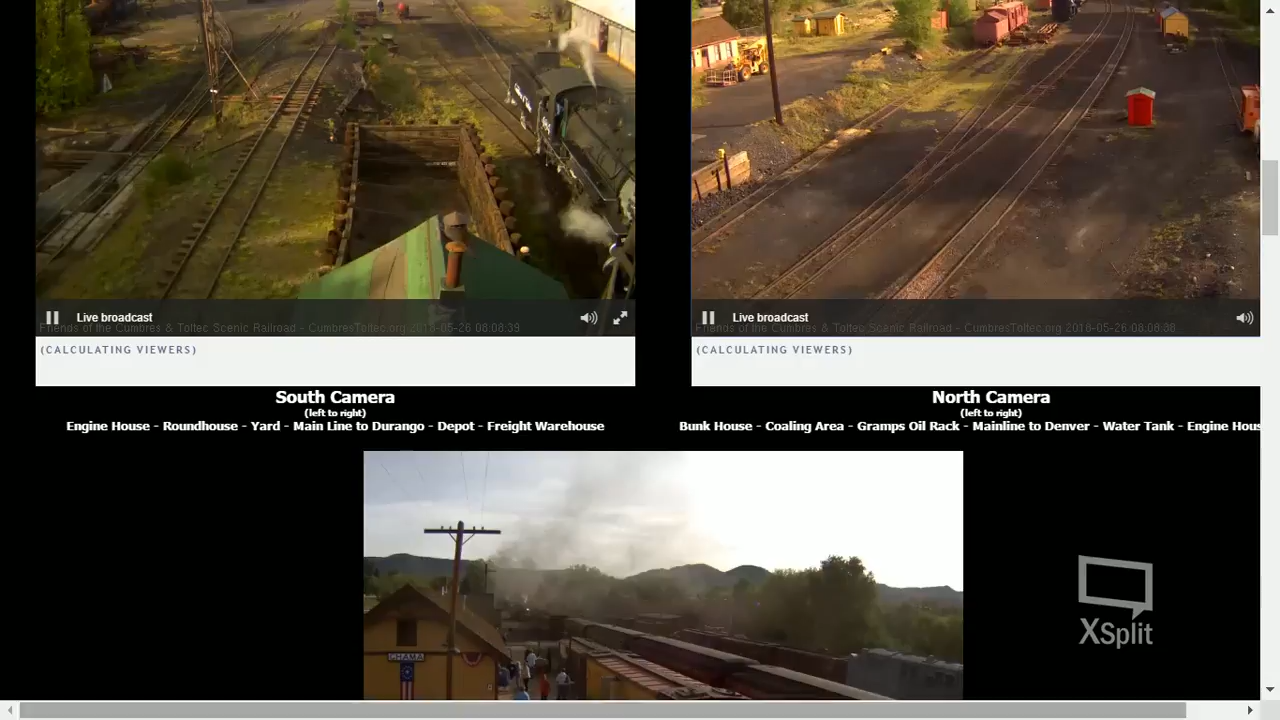 Live broadcast
Friends of the Cumbres & Toltec Scenic Railroad - CumbresToltec.org 2018-05-26 08:08:39
(CALCULATING VIEWERS)
South Camera
(left to right)
Engine House - Roundhouse - Yard - Main Line to Durango - Depot - Freight Warehouse
Live broadcast
Friends of the Cumbres & Toltec Scenic Railroad - CumbresToltec.org 2018-05-26 08:08:38
(CALCULATING VIEWERS)
North Camera
(left to right)
Bunk House - Coaling Area - Gramps Oil Rack - Mainline to Denver - Water Tank - Engine Hous
CHAMA
XSplit